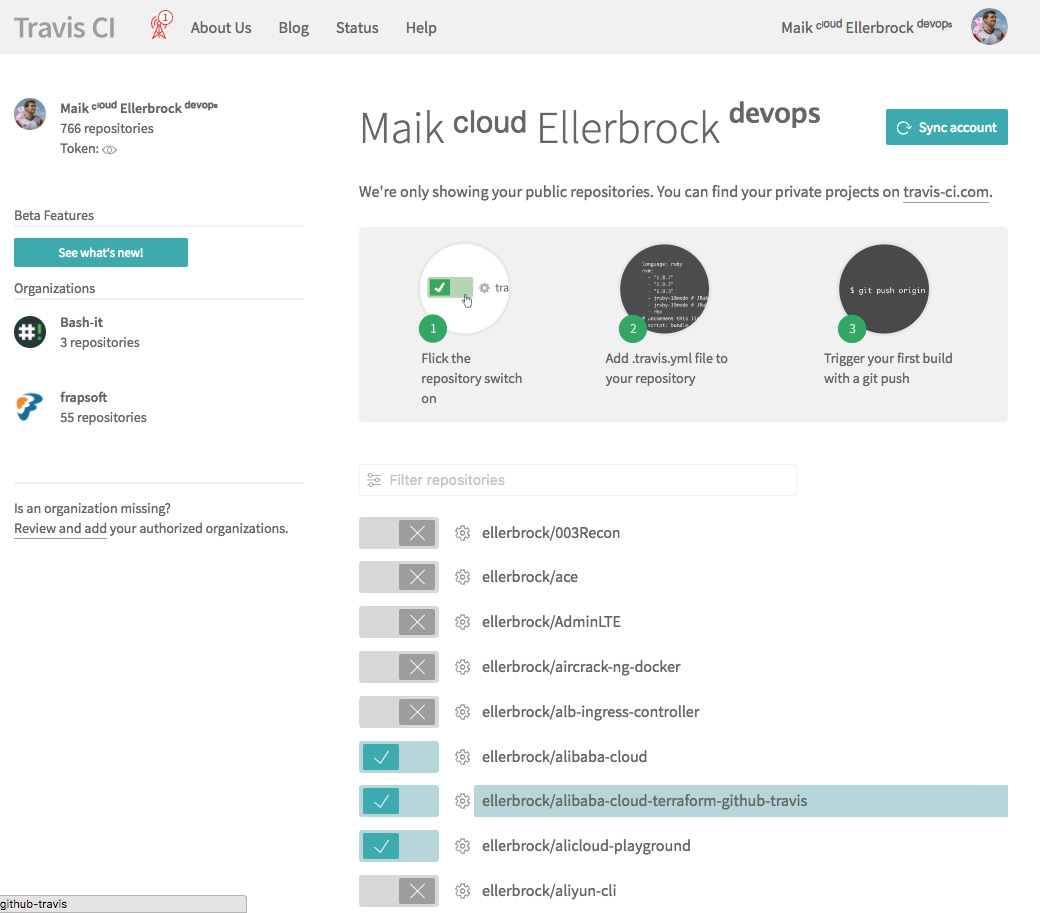 Travis CI
1
About Us
Blog
Status
Help
Maik cloud Ellerbrock devops
Maik cloud Ellerbrock devops
766 repositories
Token:
Beta Features
See what's new!
Organizations
#!
Bash-it
3 repositories
frapsoft
55 repositories
Is an organization missing?
Review and add your authorized organizations.
Maik cloud Ellerbrock devops
Sync account
We're only showing your public repositories. You can find your private projects on travis-ci.com.
tra
1
Flick the
repository switch
on
language: ruby
rvm:
- "1.8.7"
- "1.9.2"
- "1.9.3"
- jruby-18mode # JRub
- jruby-19mode # JRu
- rbx
# uncomment this li
script: bundle
2
Add .travis.yml file to
your repository
$ git push origin
3
Trigger your first build
with a git push
Filter repositories
ellerbrock/003Recon
ellerbrock/ace
ellerbrock/AdminLTE
ellerbrock/aircrack-ng-docker
ellerbrock/alb-ingress-controller
ellerbrock/alibaba-cloud
ellerbrock/alibaba-cloud-terraform-github-travis
ellerbrock/alicloud-playground
ellerbrock/aliyun-cli
github-travis